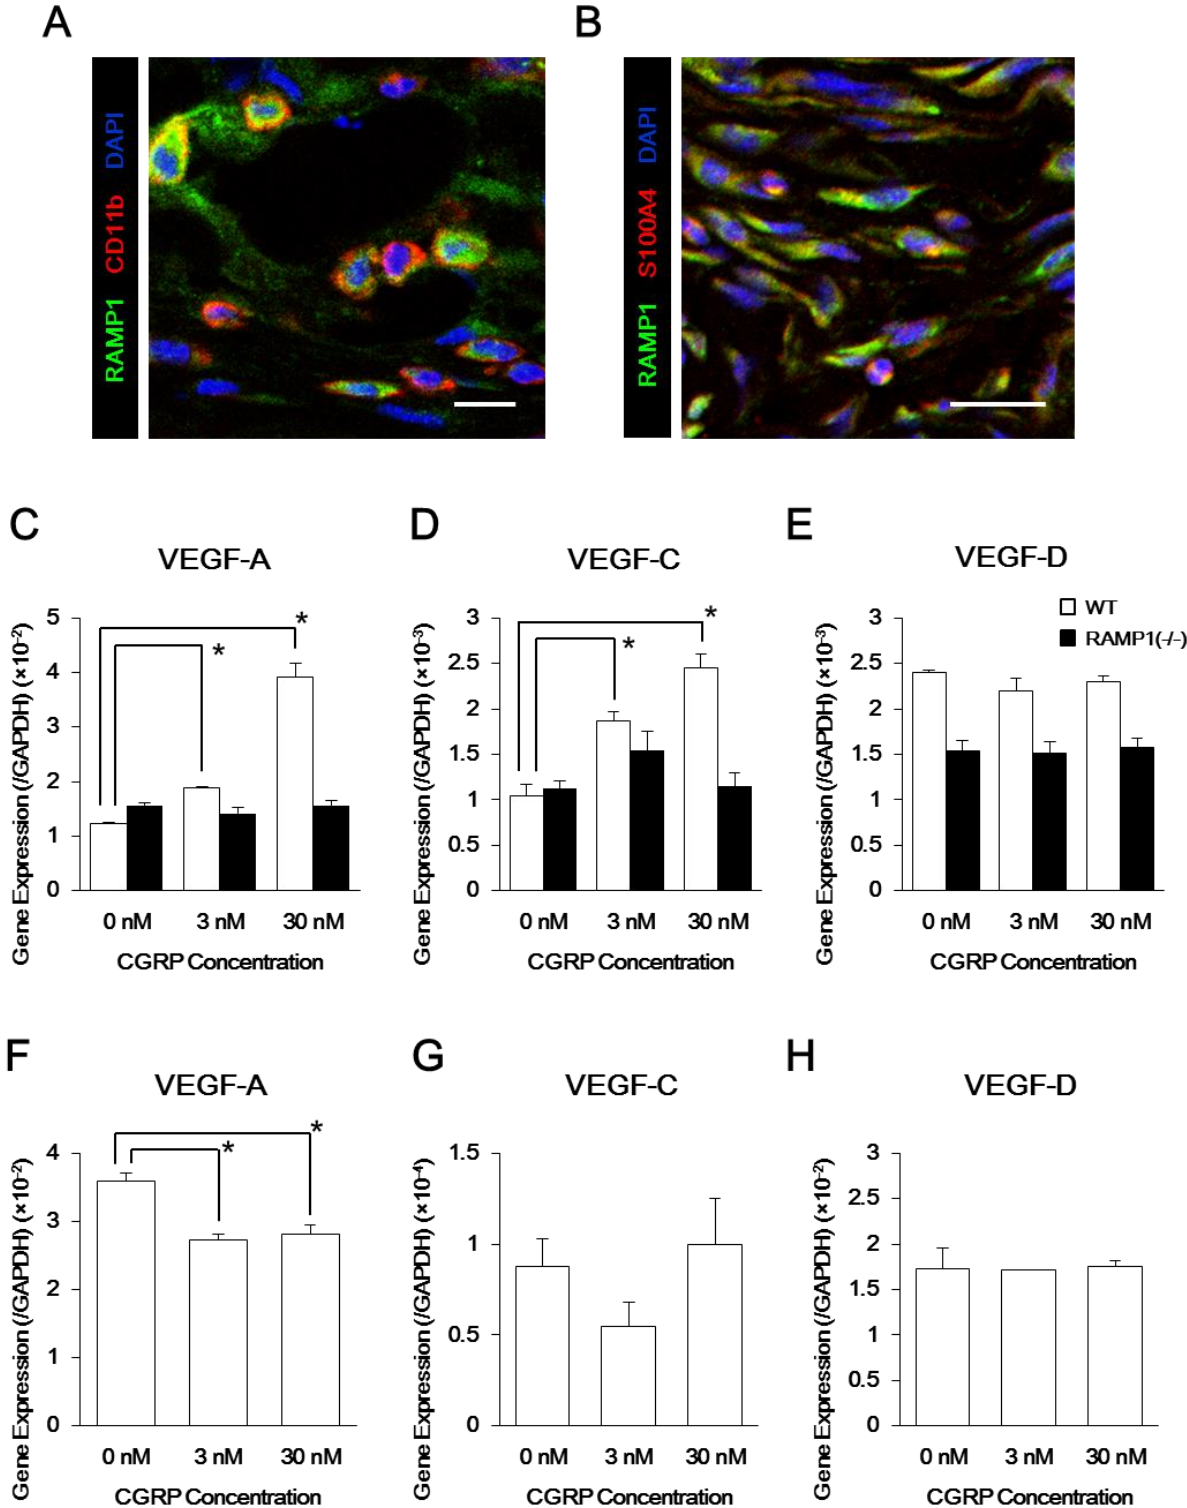 A
B
RAMP1 CD11b DAPI
RAMP1 S100A4 DAPI
C
D
E
VEGF-A
VEGF-C
VEGF-D
Gene Expression (/GAPDH) (×10⁻²)
5
4
3
2
1
0
*
*
0 nM 3 nM 30 nM
CGRP Concentration
Gene Expression (/GAPDH) (×10⁻³)
3
2.5
2
1.5
1
0.5
0
*
*
0 nM 3 nM 30 nM
CGRP Concentration
Gene Expression (/GAPDH) (×10⁻³)
3
2.5
2
1.5
1
0.5
0
WT
RAMP1(-/-)
0 nM 3 nM 30 nM
CGRP Concentration
F
G
H
VEGF-A
VEGF-C
VEGF-D
Gene Expression (/GAPDH) (×10⁻²)
4
3
2
1
0
*
*
0 nM 3 nM 30 nM
CGRP Concentration
Gene Expression (/GAPDH) (×10⁻⁴)
1.5
1
0.5
0
0 nM 3 nM 30 nM
CGRP Concentration
Gene Expression (/GAPDH) (×10⁻²)
3
2.5
2
1.5
1
0.5
0
0 nM 3 nM 30 nM
CGRP Concentration